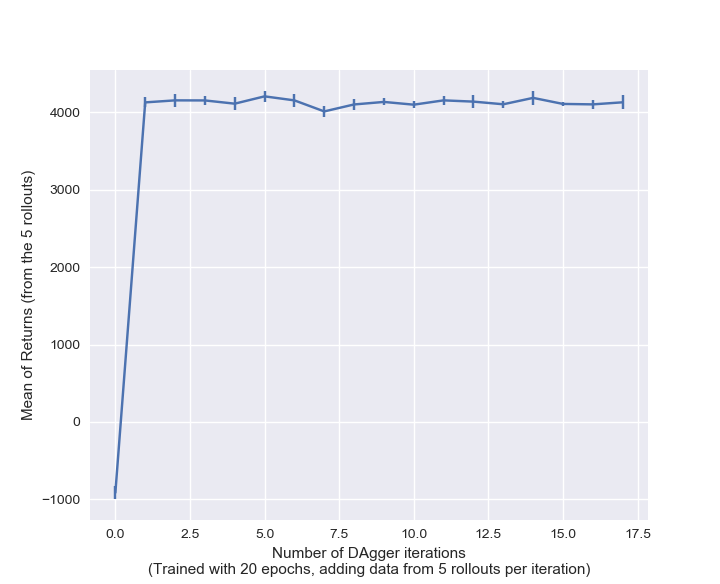 4000
3000
2000
1000
0
−1000
Mean of Returns (from the 5 rollouts)
0.0 2.5 5.0 7.5 10.0 12.5 15.0 17.5
Number of DAgger iterations
(Trained with 20 epochs, adding data from 5 rollouts per iteration)